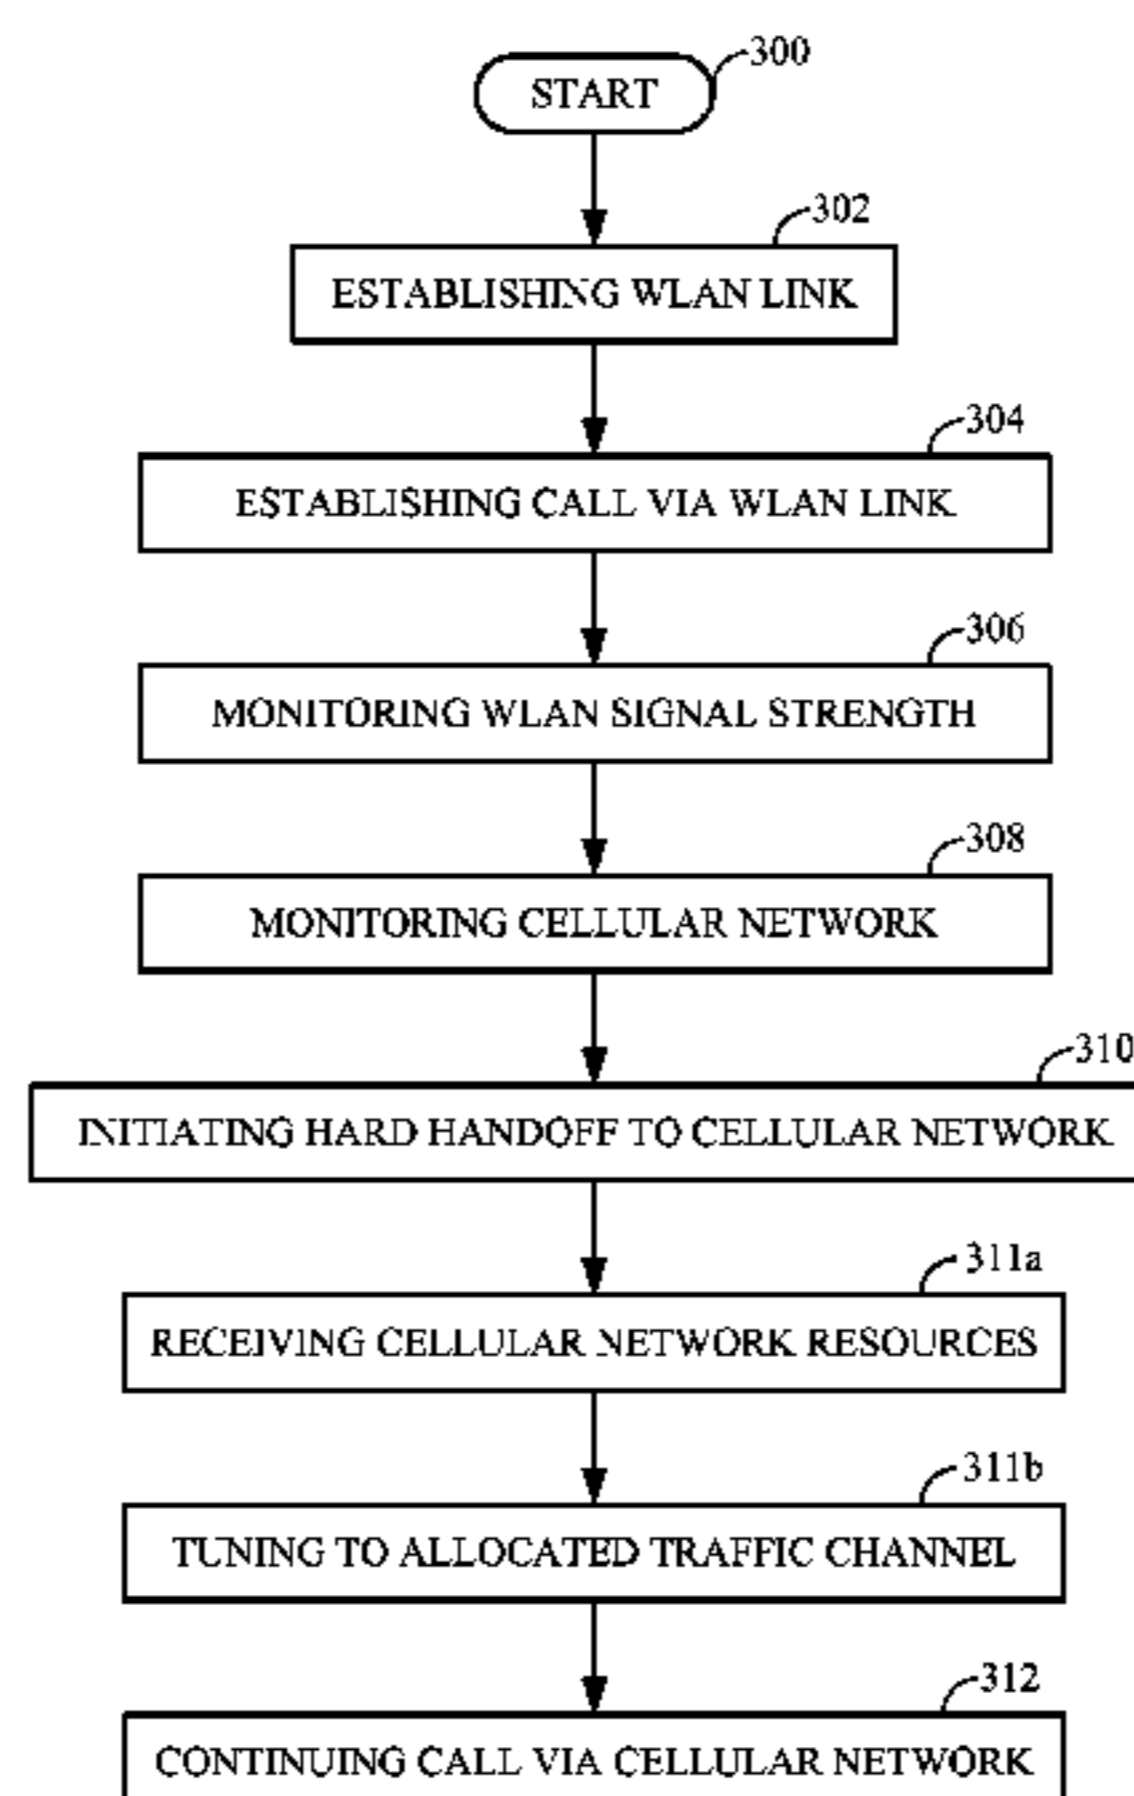 300
START
302
ESTABLISHING WLAN LINK
304
ESTABLISHING CALL VIA WLAN LINK
306
MONITORING WLAN SIGNAL STRENGTH
308
MONITORING CELLULAR NETWORK
310
INITIATING HARD HANDOFF TO CELLULAR NETWORK
311a
RECEIVING CELLULAR NETWORK RESOURCES
311b
TUNING TO ALLOCATED TRAFFIC CHANNEL
312
CONTINUING CALL VIA CELLULAR NETWORK